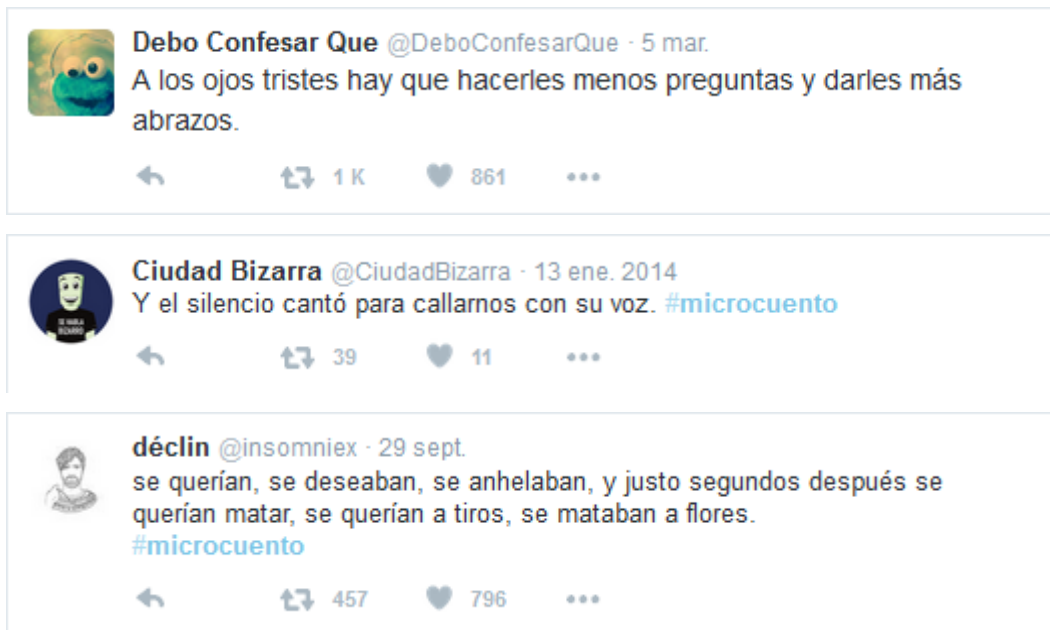 Debo Confesar Que @DeboConfesarQue · 5 mar.
A los ojos tristes hay que hacerles menos preguntas y darles más
abrazos.
1 K 861
Ciudad Bizarra @CiudadBizarra · 13 ene. 2014
Y el silencio cantó para callarnos con su voz. #microcuento
SE HABLA
BIZARRO
39 11
déclin @insomniex · 29 sept.
se querían, se deseaban, se anhelaban, y justo segundos después se
querían matar, se querían a tiros, se mataban a flores.
#microcuento
457 796